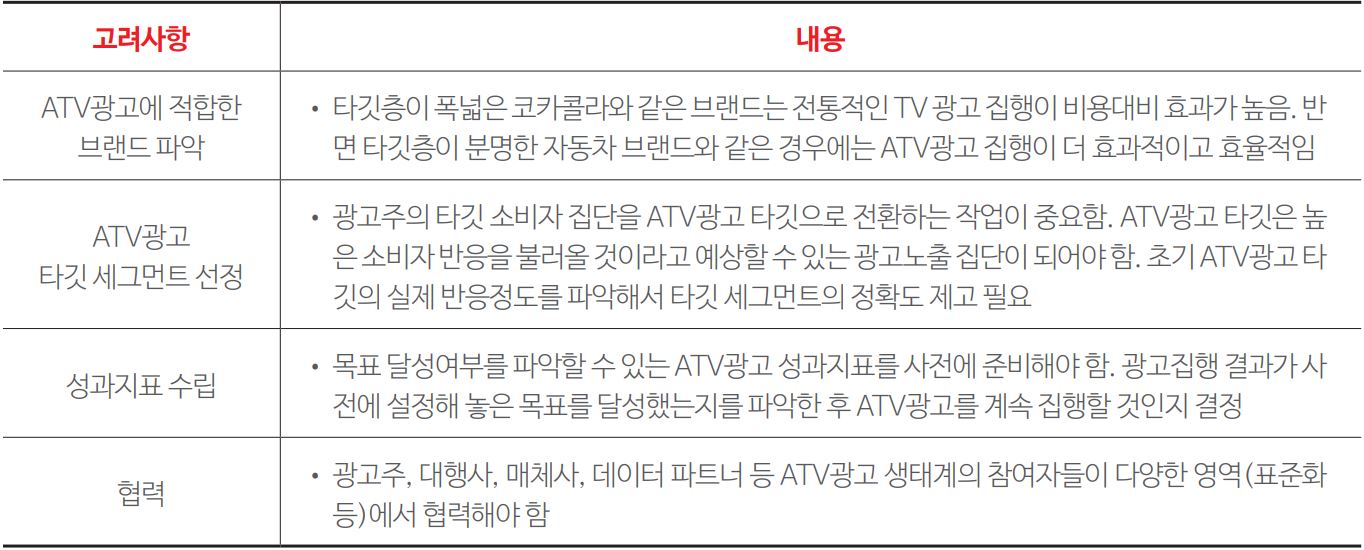 고려사항
내용
ATV광고에 적합한
브랜드 파악
• 타깃층이 폭넓은 코카콜라와 같은 브랜드는 전통적인 TV 광고 집행이 비용대비 효과가 높음. 반
면 타깃층이 분명한 자동차 브랜드와 같은 경우에는 ATV광고 집행이 더 효과적이고 효율적임
ATV광고
타깃 세그먼트 선정
• 광고주의 타깃 소비자 집단을 ATV광고 타깃으로 전환하는 작업이 중요함. ATV광고 타깃은 높
은 소비자 반응을 불러올 것이라고 예상할 수 있는 광고노출 집단이 되어야 함. 초기 ATV광고 타
깃의 실제 반응정도를 파악해서 타깃 세그먼트의 정확도 제고 필요
성과지표 수립
• 목표 달성여부를 파악할 수 있는 ATV광고 성과지표를 사전에 준비해야 함. 광고집행 결과가 사
전에 설정해 놓은 목표를 달성했는지를 파악한 후 ATV광고를 계속 집행할 것인지 결정
협력
• 광고주, 대행사, 매체사, 데이터 파트너 등 ATV광고 생태계의 참여자들이 다양한 영역(표준화
등)에서 협력해야 함